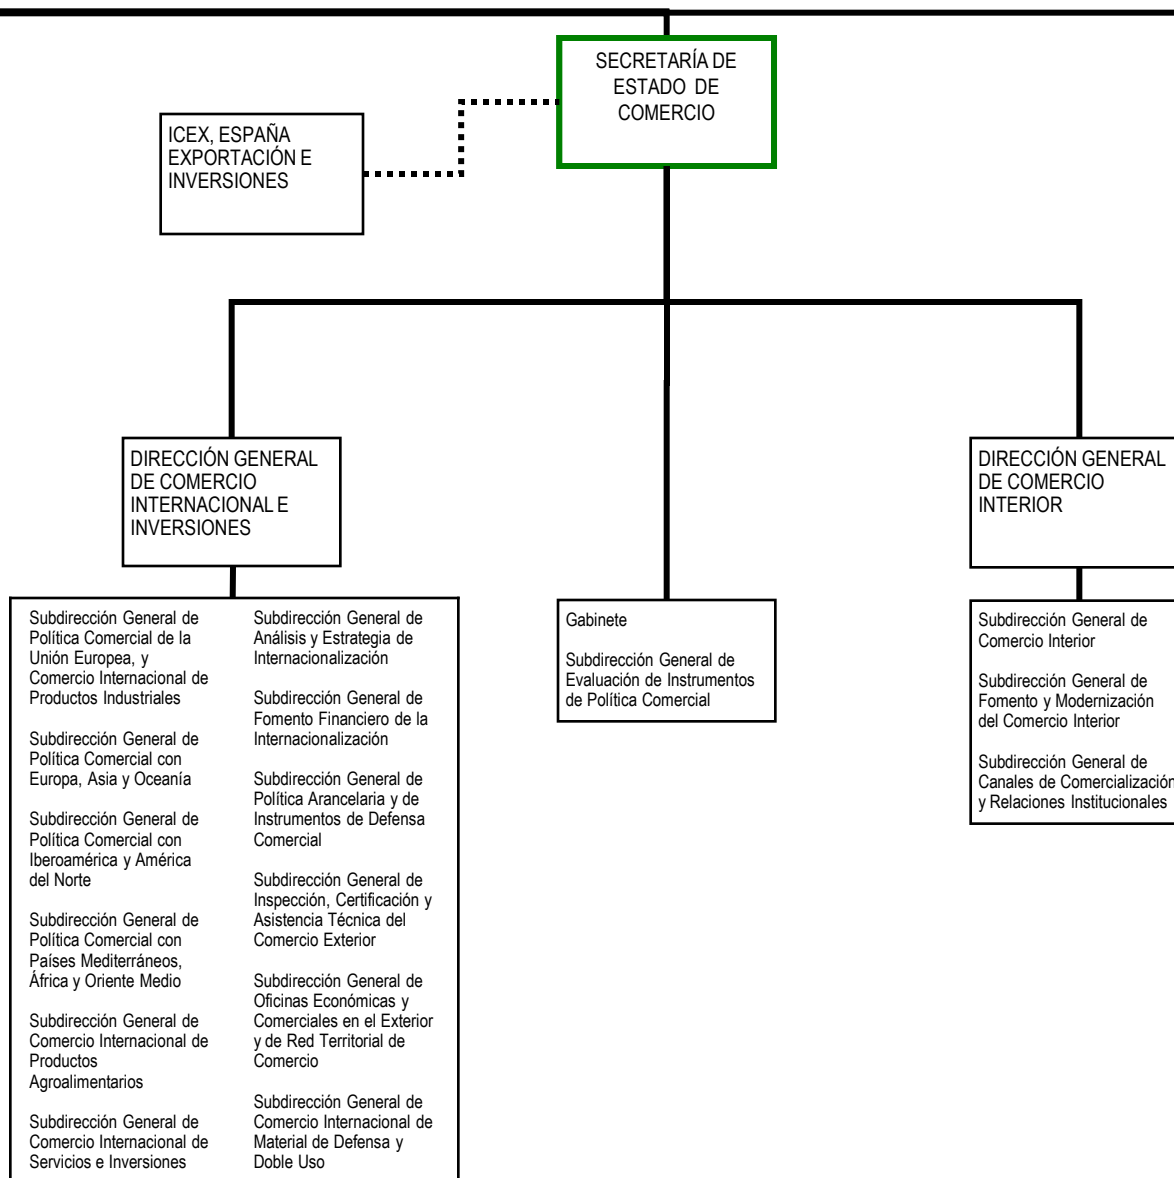 SECRETARÍA DE
ESTADO DE
COMERCIO
ICEX, ESPAÑA
EXPORTACIÓN E
INVERSIONES
DIRECCIÓN GENERAL
DE COMERCIO
INTERNACIONAL E
INVERSIONES
DIRECCIÓN GENERAL
DE COMERCIO
INTERIOR
Subdirección General de
Política Comercial de la
Unión Europea, y
Comercio Internacional de
Productos Industriales
Subdirección General de
Política Comercial con
Europa, Asia y Oceanía
Subdirección General de
Política Comercial con
Iberoamérica y América
del Norte
Subdirección General de
Política Comercial con
Países Mediterráneos,
África y Oriente Medio
Subdirección General de
Comercio Internacional de
Productos
Agroalimentarios
Subdirección General de
Comercio Internacional de
Servicios e Inversiones
Subdirección General de
Análisis y Estrategia de
Internacionalización
Subdirección General de
Fomento Financiero de la
Internacionalización
Subdirección General de
Política Arancelaria y de
Instrumentos de Defensa
Comercial
Subdirección General de
Inspección, Certificación y
Asistencia Técnica del
Comercio Exterior
Subdirección General de
Oficinas Económicas y
Comerciales en el Exterior
y de Red Territorial de
Comercio
Subdirección General de
Comercio Internacional de
Material de Defensa y
Doble Uso
Gabinete
Subdirección General de
Evaluación de Instrumentos
de Política Comercial
Subdirección General de
Comercio Interior
Subdirección General de
Fomento y Modernización
del Comercio Interior
Subdirección General de
Canales de Comercialización
y Relaciones Institucionales